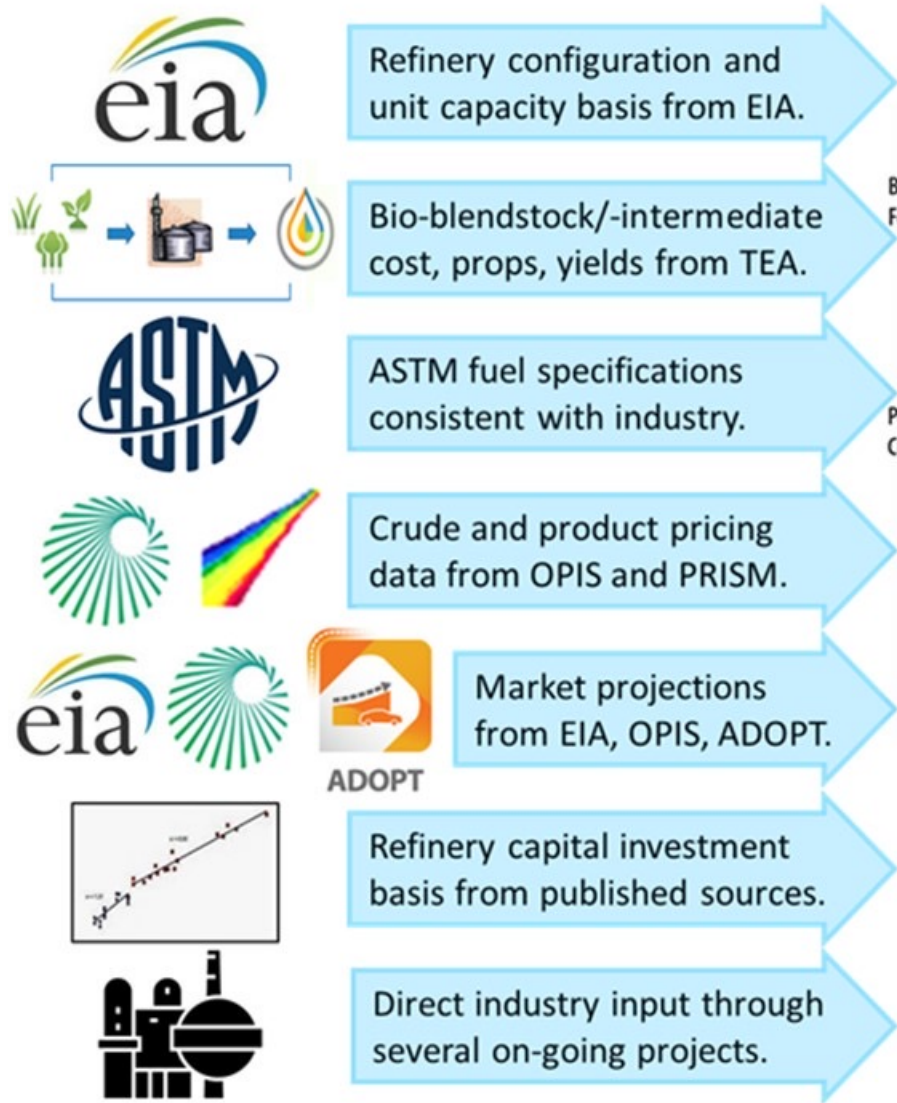 eia
Refinery configuration and
unit capacity basis from EIA.
Bio-blendstock/-intermediate
cost, props, yields from TEA.
B
F
ASTM
ASTM fuel specifications
consistent with industry.
P
C
Crude and product pricing
data from OPIS and PRISM.
eia
ADOPT
Market projections
from EIA, OPIS, ADOPT.
Refinery capital investment
basis from published sources.
Direct industry input through
several on-going projects.